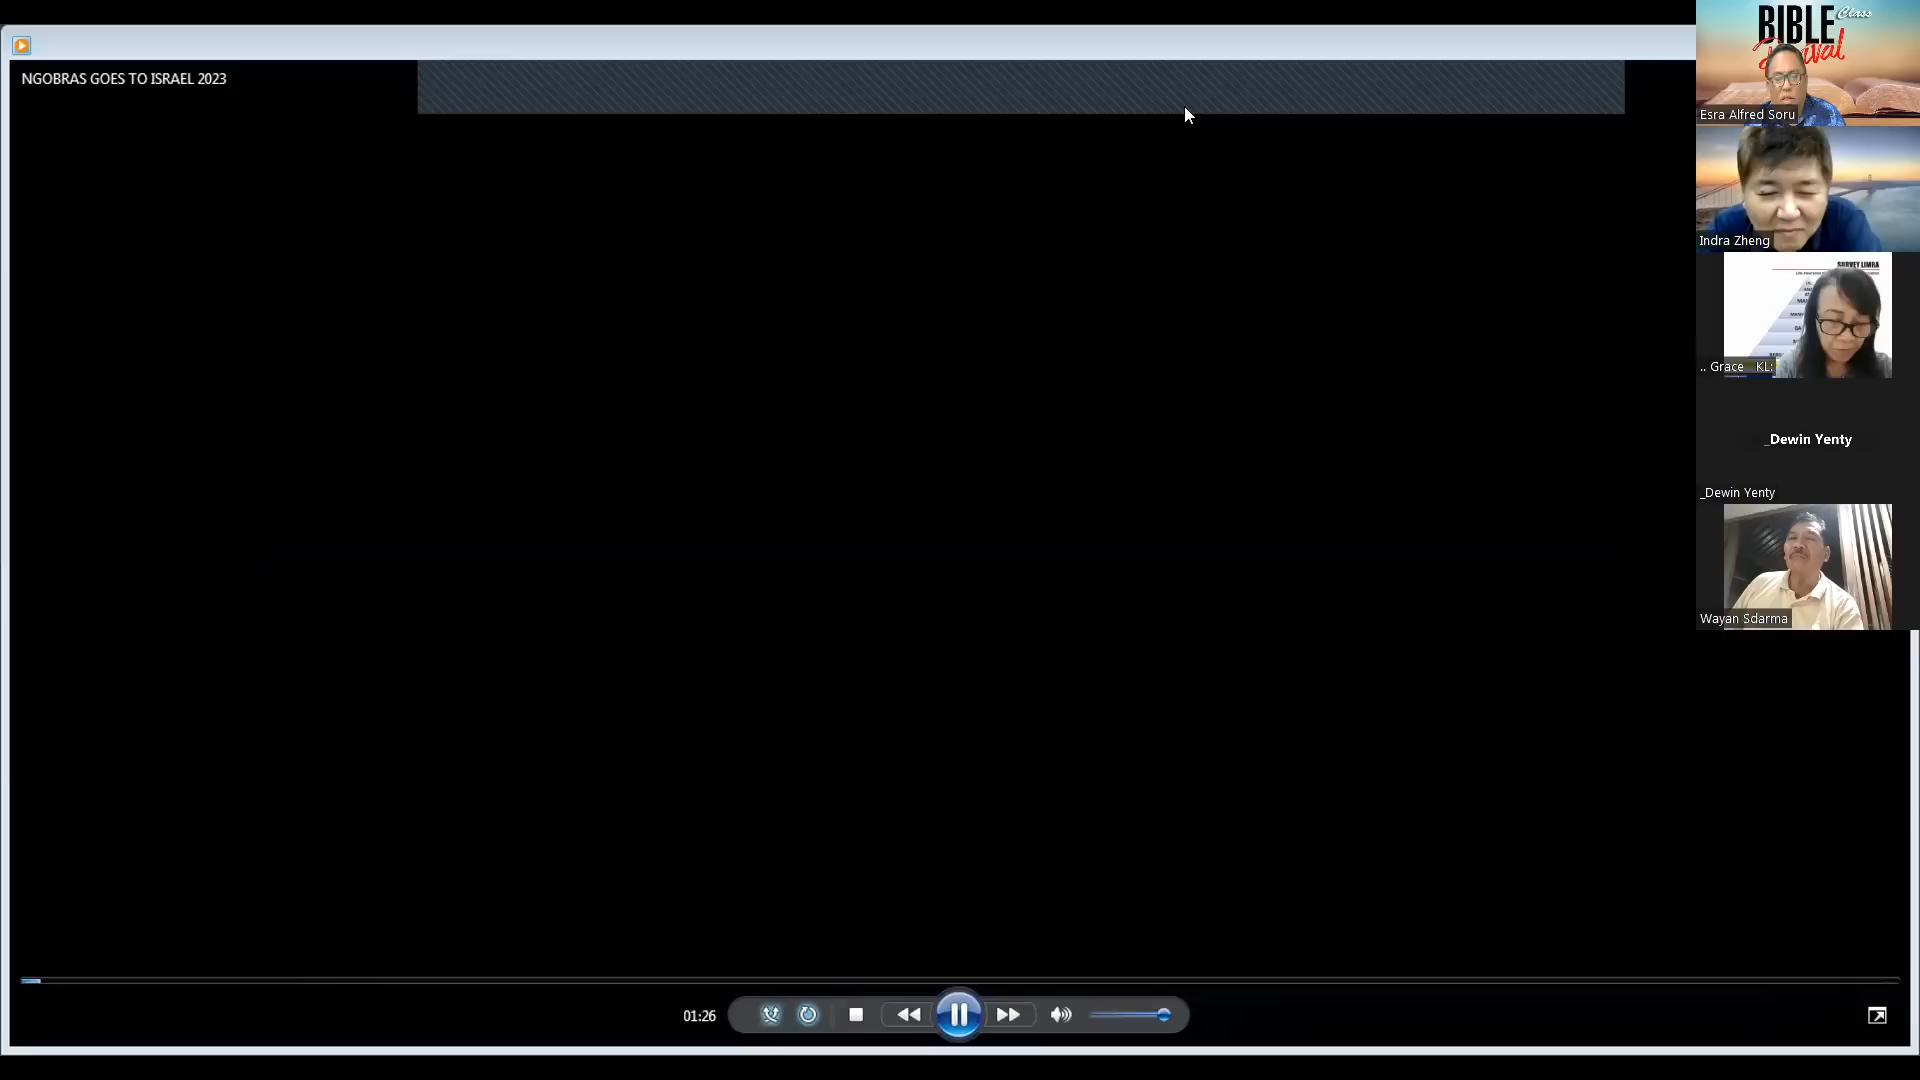 NGOBRAS GOES TO ISRAEL 2023
BIBLE Class
Esra Alfred Soru
Indra Zheng
SURVEY LIMRA
.. Grace _ KL:
_Dewin Yenty
_Dewin Yenty
Wayan Sdarma
01:26